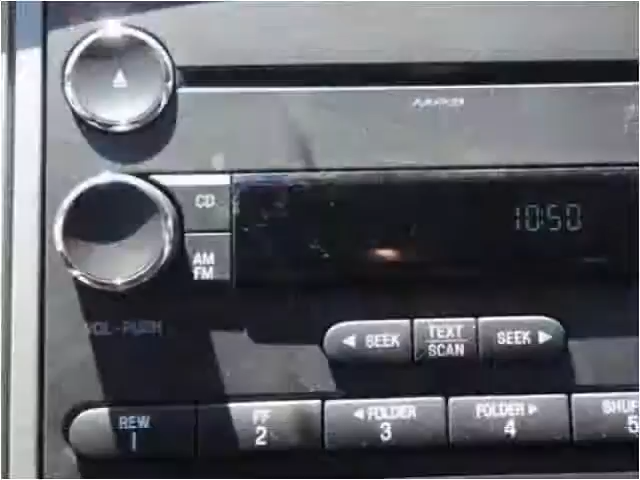 MP3
CD
10:50
AM
FM
VOL-PUSH
◄ SEEK
TEXT
SCAN
SEEK ►
REW
1
FF
2
◄ FOLDER
3
FOLDER ►
4
SHUF
5